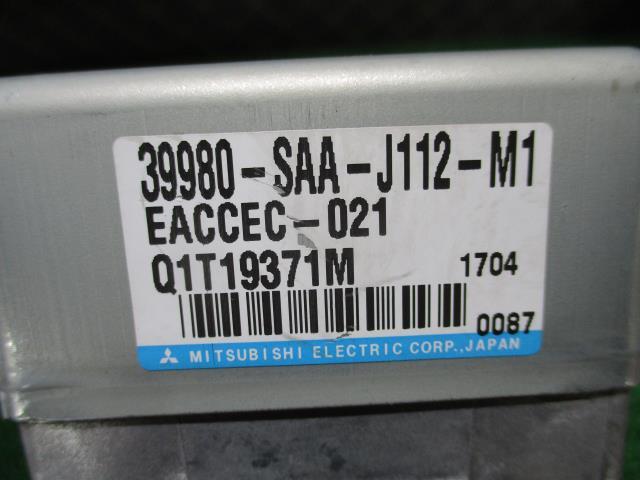 39980-SAA-J112-M1
EACCEC-021
Q1T19371M 1704
0087
MITSUBISHI ELECTRIC CORP., JAPAN